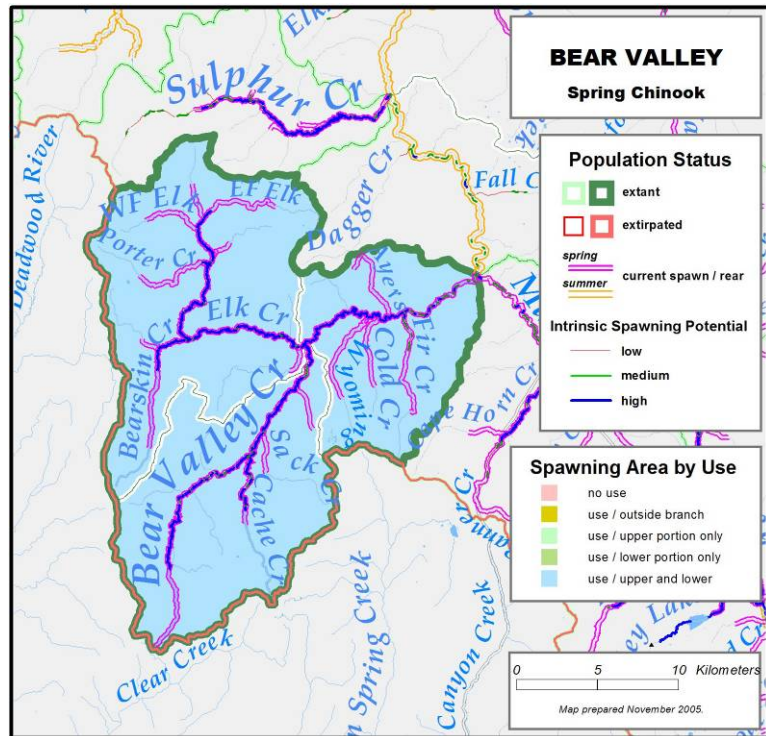 BEAR VALLEY
Spring Chinook
Population Status
extant
extirpated
spring
summer
current spawn / rear
Intrinsic Spawning Potential
low
medium
high
Spawning Area by Use
no use
use / outside branch
use / upper portion only
use / lower portion only
use / upper and lower
0 5 10 Kilometers
Map prepared November 2005.
Sulphur Cr
Deadwood River
WF Elk
EF Elk
Porter Cr
Dagger Cr
Fall C
Elk Cr
Bearskin Cr
Ayers
Fir Cr
Cold Cr
Wyoming
Bear Valley Cr
Sack
Cr
Cache Cr
Clear Creek
Spring Creek
Canyon Creek